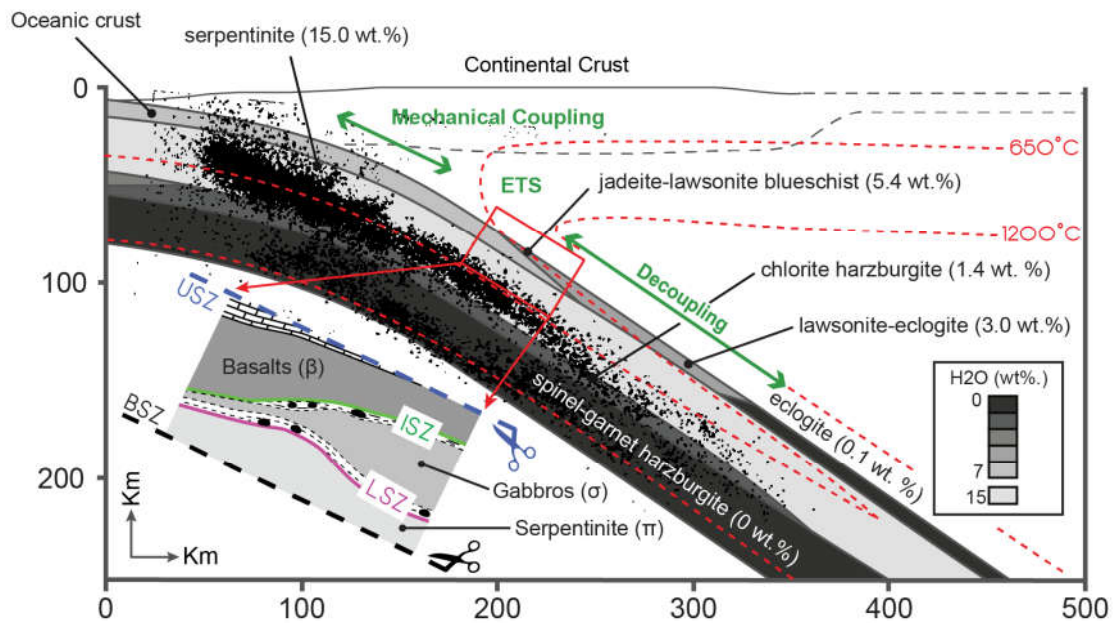 Oceanic crust
serpentinite (15.0 wt.%)
Continental Crust
0
Mechanical Coupling
650°C
ETS
jadeite-lawsonite blueschist (5.4 wt.%)
1200°C
100
chlorite harzburgite (1.4 wt. %)
Decoupling
USZ
lawsonite-eclogite (3.0 wt.%)
Basalts (β)
BSZ
ISZ
H2O (wt%.)
0
7
15
spinel-garnet harzburgite (0 wt.%)
eclogite (0.1 wt. %)
200
Km
LSZ
Gabbros (σ)
Serpentinite (π)
Km
0
100
200
300
400
500